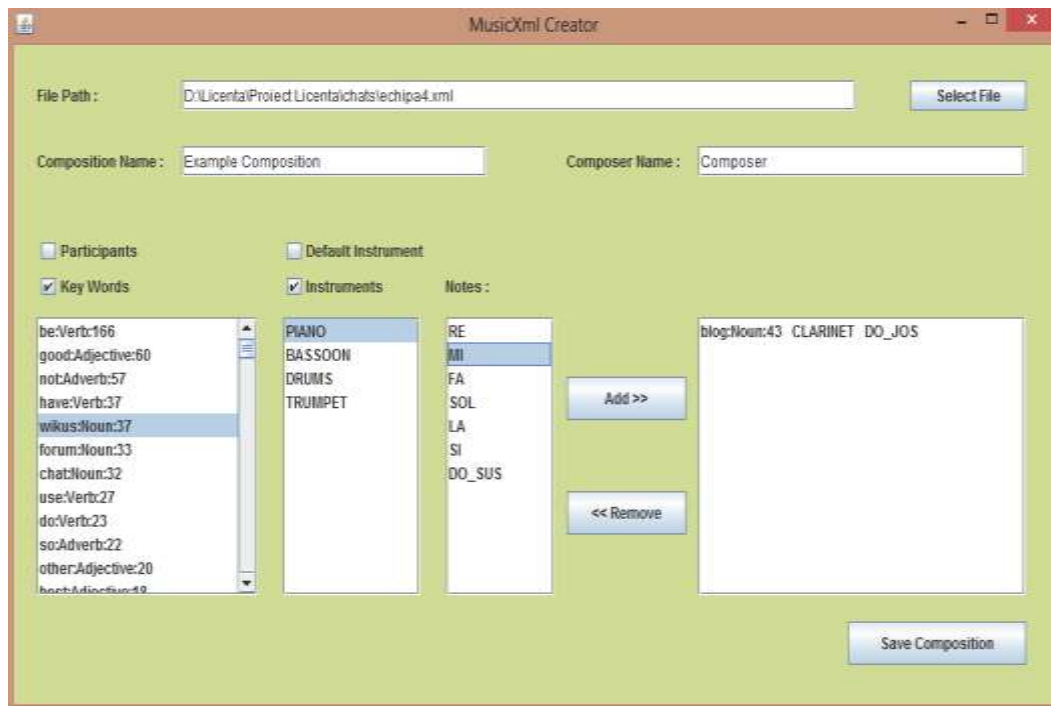 MusicXml Creator
File Path :
D:\Licenta\Proiect Licenta\chats\echipa4.xml
Select File
Composition Name :
Example Composition
Composer Name :
Composer
Participants
Default Instrument
Key Words
Instruments
Notes :
be:Verb:166
good:Adjective:60
not:Adverb:57
have:Verb:37
wikus:Noun:37
forum:Noun:33
chat:Noun:32
use:Verb:27
do:Verb:23
so:Adverb:22
other:Adjective:20
best:Adjective:18
PIANO
BASSOON
DRUMS
TRUMPET
RE
MI
FA
SOL
LA
SI
DO_SUS
Add >>
<< Remove
blog:Noun:43 CLARINET DO_JOS
Save Composition